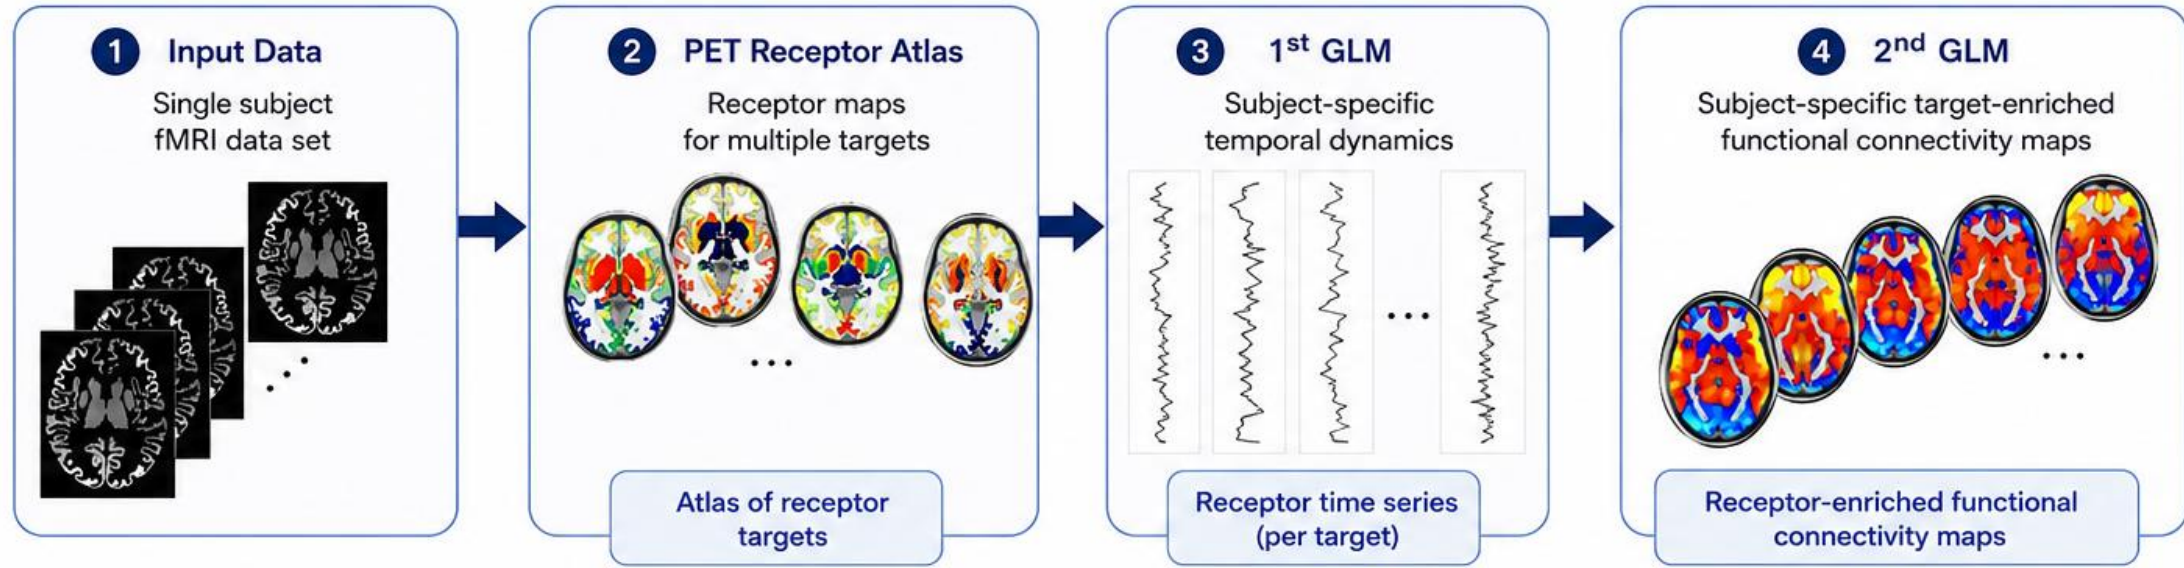 1 Input Data
Single subject
fMRI data set
2 PET Receptor Atlas
Receptor maps
for multiple targets
...
Atlas of receptor
targets
3 1st GLM
Subject-specific
temporal dynamics
...
Receptor time series
(per target)
4 2nd GLM
Subject-specific target-enriched
functional connectivity maps
...
Receptor-enriched functional
connectivity maps